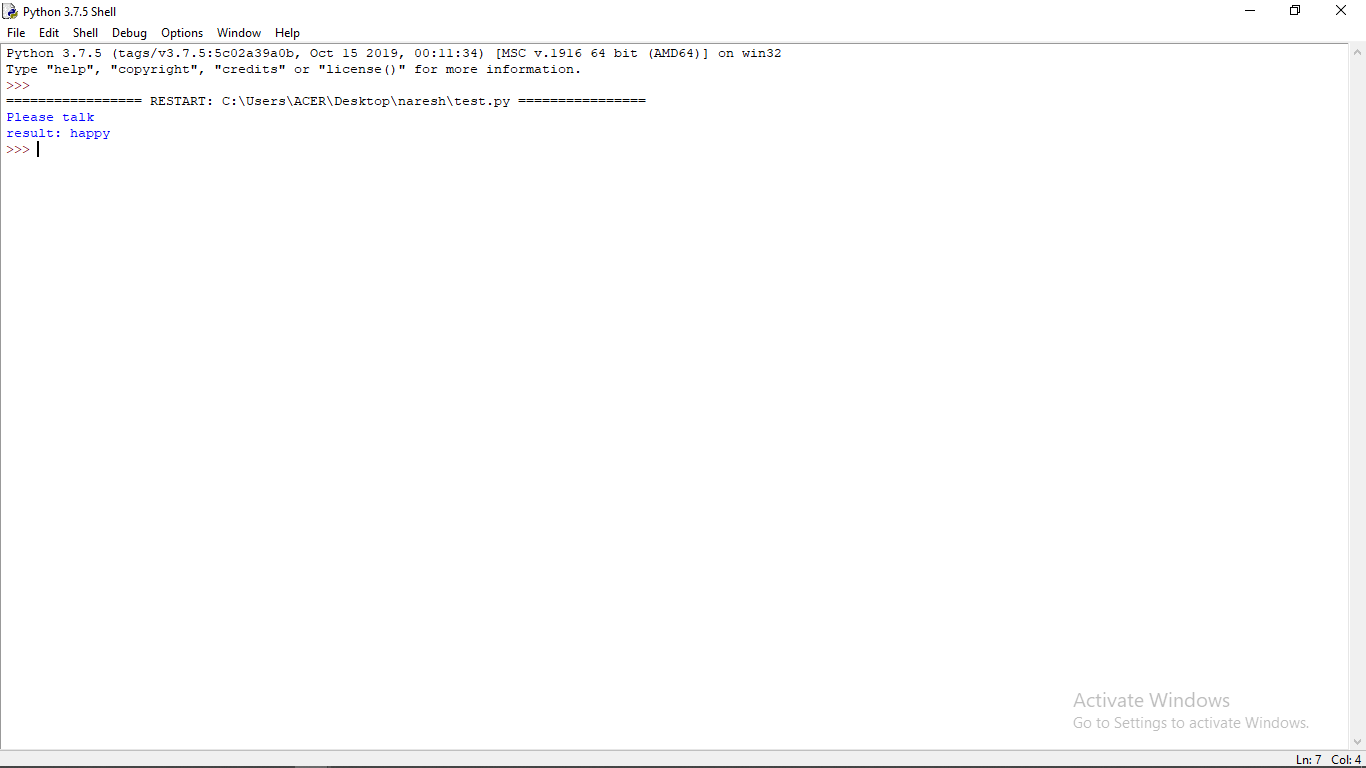 Python 3.7.5 Shell
File Edit Shell Debug Options Window Help
Python 3.7.5 (tags/v3.7.5:5c02a39a0b, Oct 15 2019, 00:11:34) [MSC v.1916 64 bit (AMD64)] on win32
Type "help", "copyright", "credits" or "license()" for more information.
>>>
================= RESTART: C:\Users\ACER\Desktop\naresh\test.py ================
Please talk
result: happy
>>>
Activate Windows
Go to Settings to activate Windows.
Ln: 7 Col: 4